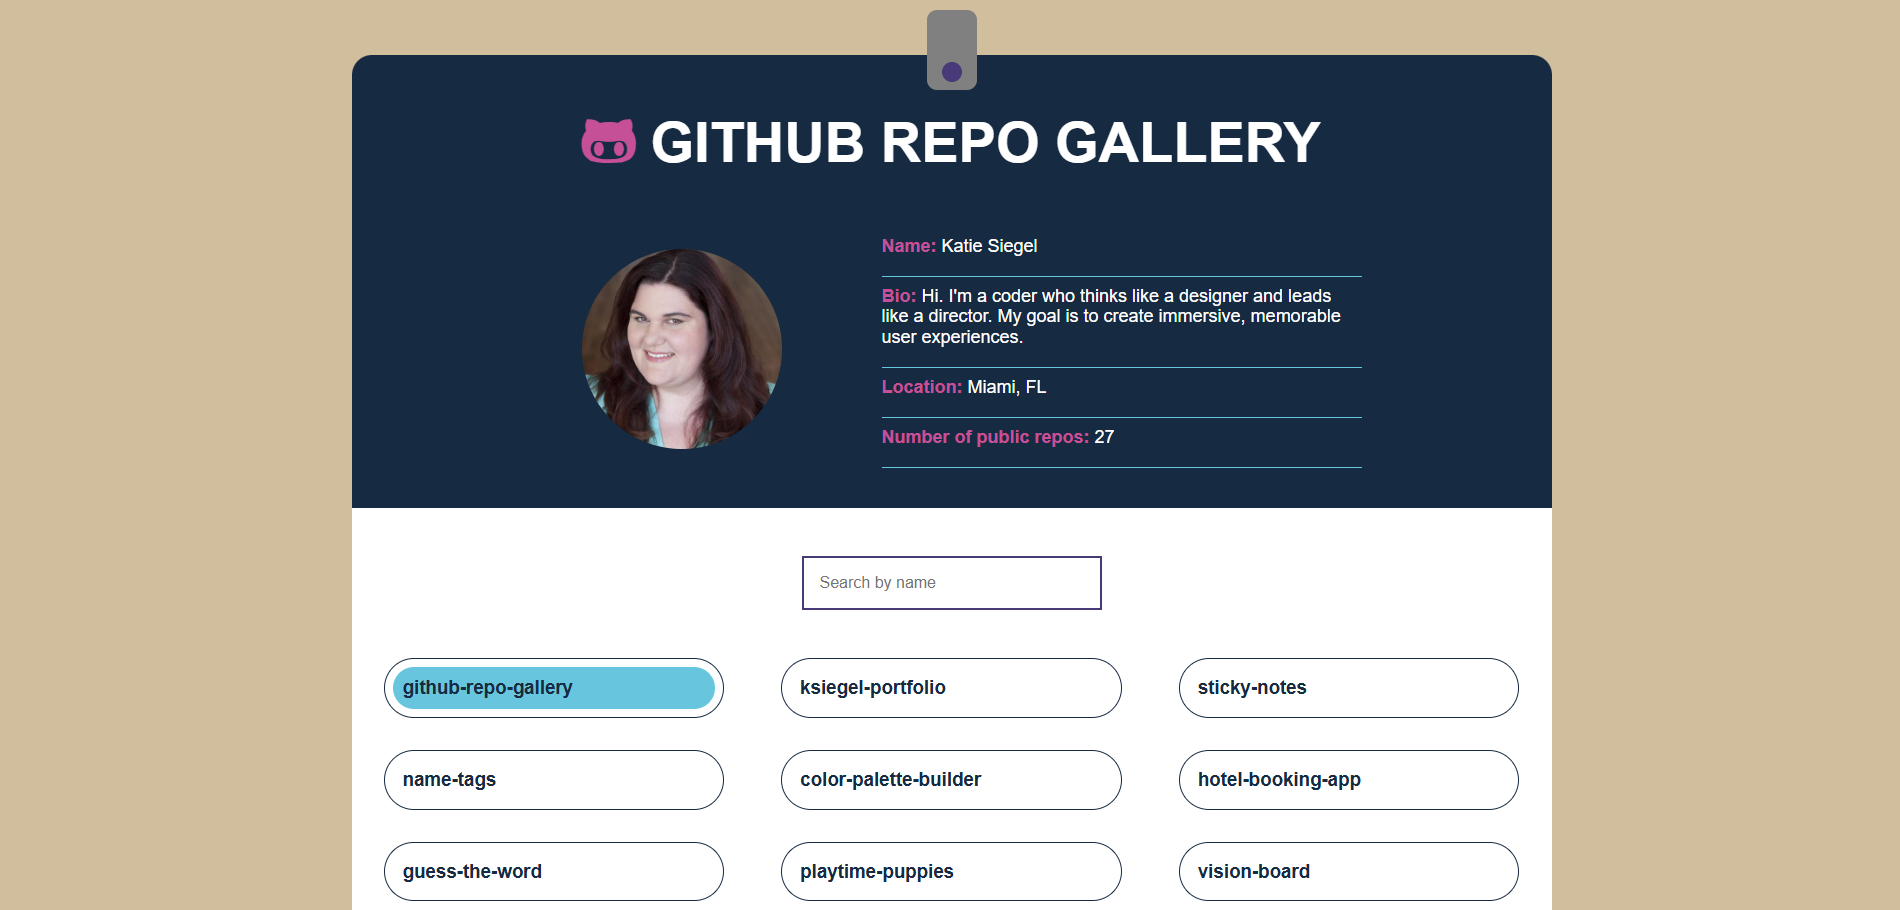 GITHUB REPO GALLERY
Name: Katie Siegel
Bio: Hi. I'm a coder who thinks like a designer and leads
like a director. My goal is to create immersive, memorable
user experiences.
Location: Miami, FL
Number of public repos: 27
Search by name
github-repo-gallery
ksiegel-portfolio
sticky-notes
name-tags
color-palette-builder
hotel-booking-app
guess-the-word
playtime-puppies
vision-board